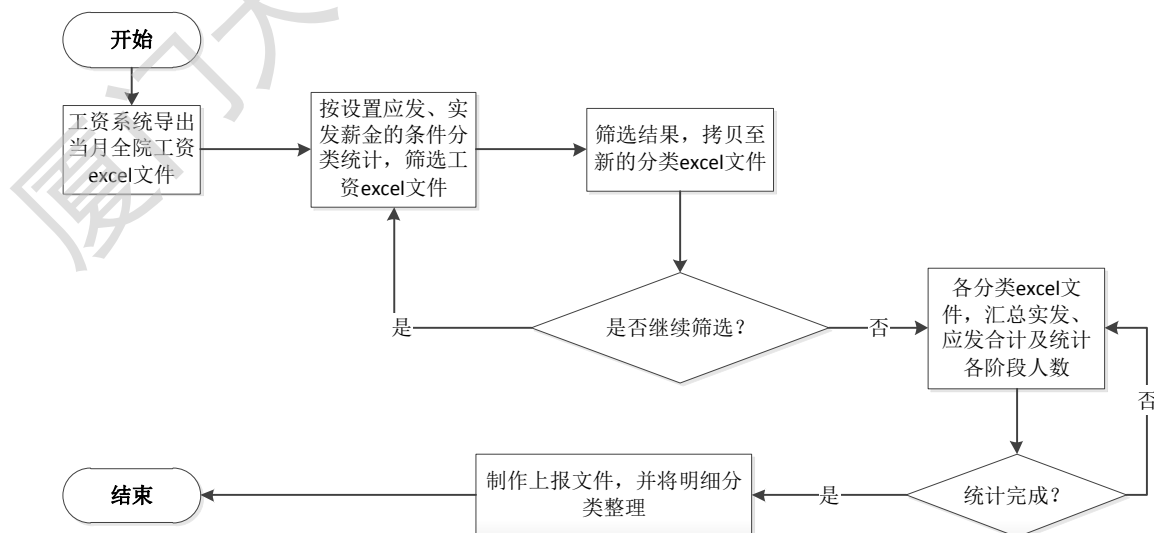 开始
工资系统导出
当月全院工资
excel文件
按设置应发、实
发薪金的条件分
类统计，筛选工
资excel文件
筛选结果，拷贝至
新的分类excel文件
是否继续筛选？
是
否
各分类excel文
件，汇总实发、
应发合计及统计
各阶段人数
否
统计完成？
是
制作上报文件，并将明细分
类整理
结束
厦门大